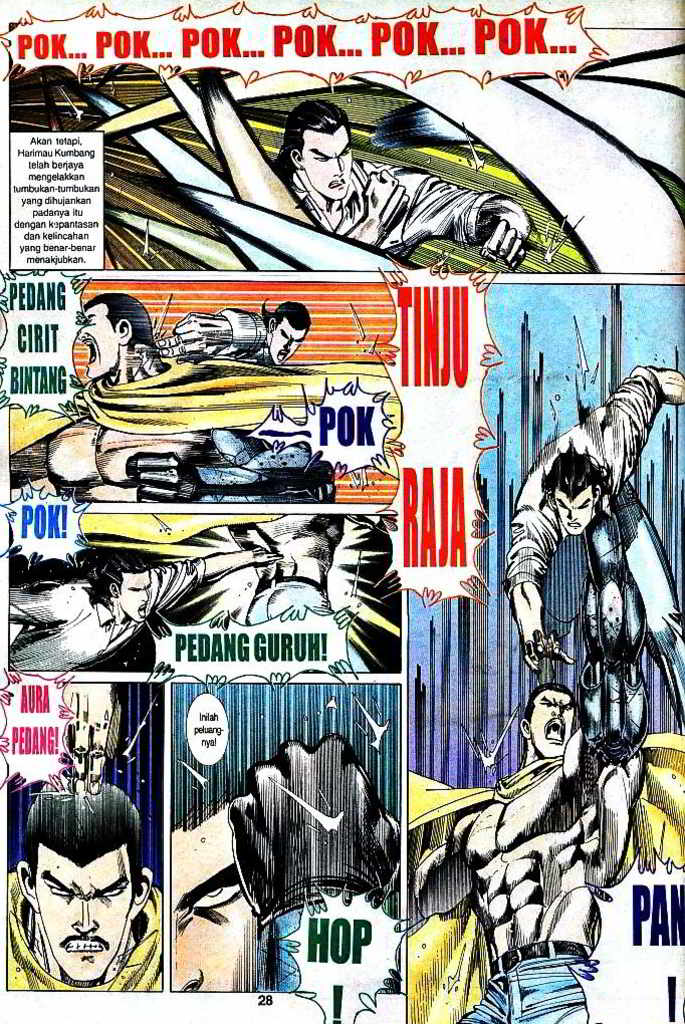 POK... POK... POK... POK... POK... POK...
Akan tetapi,
Harimau Kumbang
telah berjaya
mengelakkan
tumbukan-tumbukan
yang dihujankan
padanya itu
dengan kepantasan
dan kelincahan
yang benar-benar
menakjubkan.
PEDANG
CIRIT
BINTANG
POK
TINJU
RAJA
POK!
PEDANG GURUH!
AURA
PEDANG!
Inilah
peluang-
nya!
HOP
!
PAN
!
28